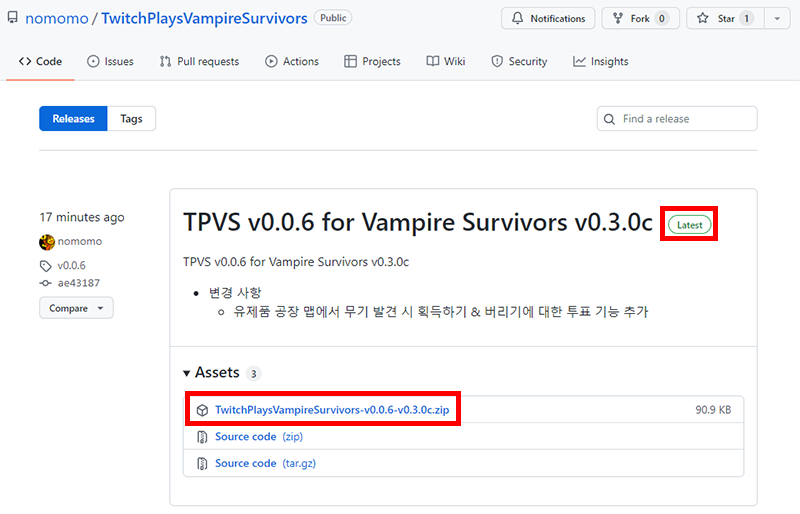 nomomo / TwitchPlaysVampireSurvivors Public
Notifications
Fork 0
Star 1
Code
Issues
Pull requests
Actions
Projects
Wiki
Security
Insights
Releases
Tags
Find a release
17 minutes ago
nomomo
v0.0.6
ae43187
Compare
TPVS v0.0.6 for Vampire Survivors v0.3.0c Latest
TPVS v0.0.6 for Vampire Survivors v0.3.0c
변경 사항
유제품 공장 맵에서 무기 발견 시 획득하기 & 버리기에 대한 투표 기능 추가
Assets 3
TwitchPlaysVampireSurvivors-v0.0.6-v0.3.0c.zip 90.9 KB
Source code (zip)
Source code (tar.gz)